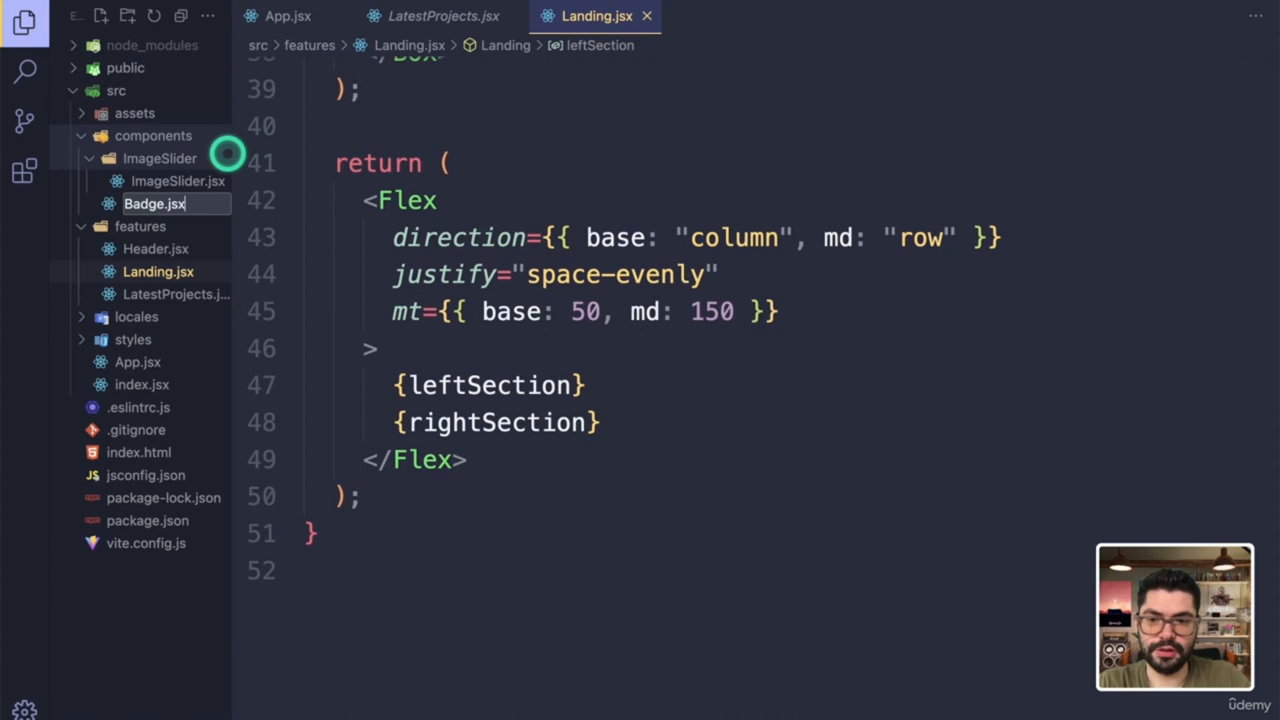 E... ···
App.jsx
LatestProjects.jsx
Landing.jsx ×
···
src > features > Landing.jsx > Landing > leftSection
node_modules
public
src
assets
components
ImageSlider
ImageSlider.jsx
Badge.jsx
features
Header.jsx
Landing.jsx
LatestProjects.j...
locales
styles
App.jsx
index.jsx
.eslintrc.js
.gitignore
index.html
JS jsconfig.json
package-lock.json
package.json
vite.config.js
38 </Box>
39 );
40
41 return (
42 <Flex
43 direction={{ base: "column", md: "row" }}
44 justify="space-evenly"
45 mt={{ base: 50, md: 150 }}
46 >
47 {leftSection}
48 {rightSection}
49 </Flex>
50 );
51 }
52
ûdemy